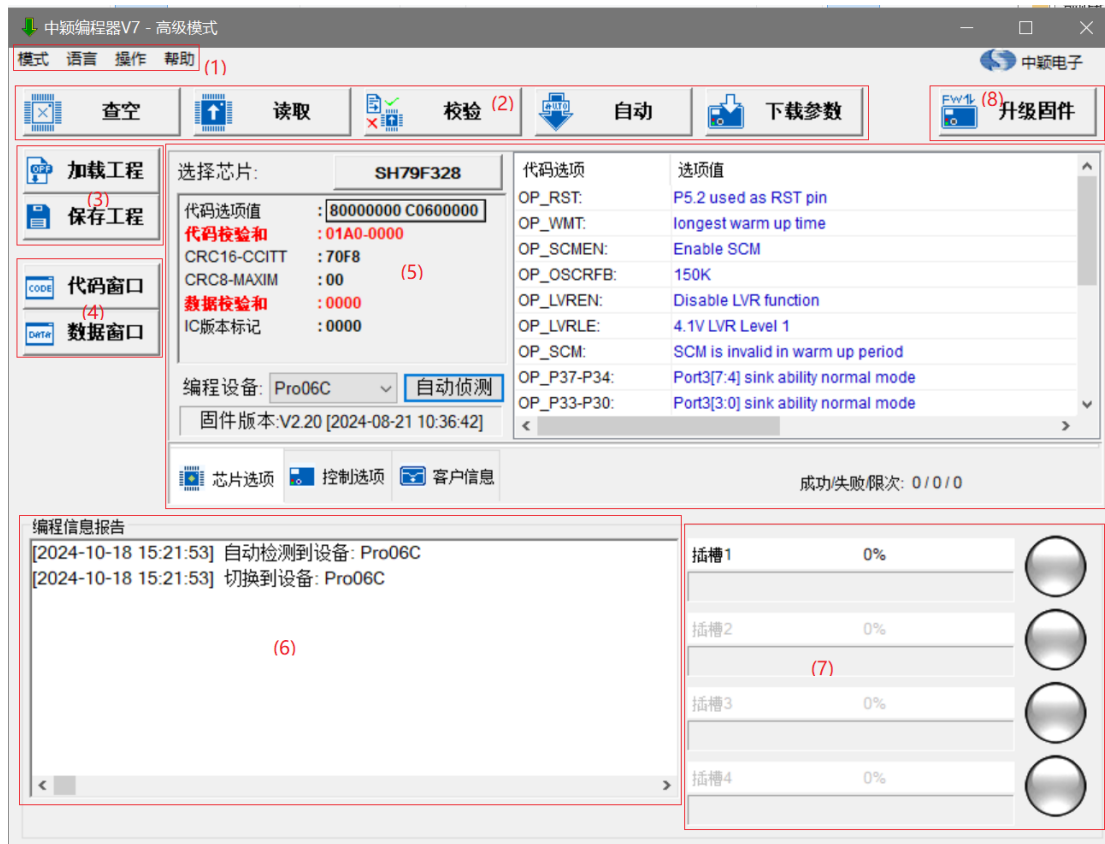 中颖编程器V7 - 高级模式
模式 语言 操作 帮助 (1)
中颖电子
查空 读取 校验 (2) 自动 下载参数 FW (8) 升级固件
加载工程
(3)
保存工程
CODE 代码窗口
(4)
DATA 数据窗口
选择芯片: SH79F328
代码选项值 : 80000000 C0600000
代码校验和 : 01A0-0000
CRC16-CCITT : 70F8
CRC8-MAXIM : 00
(5)
数据校验和 : 0000
IC版本标记 : 0000
编程设备: Pro06C 自动侦测
固件版本:V2.20 [2024-08-21 10:36:42]
代码选项 选项值
OP_RST: P5.2 used as RST pin
OP_WMT: longest warm up time
OP_SCMEN: Enable SCM
OP_OSCRFB: 150K
OP_LVREN: Disable LVR function
OP_LVRLE: 4.1V LVR Level 1
OP_SCM: SCM is invalid in warm up period
OP_P37-P34: Port3[7:4] sink ability normal mode
OP_P33-P30: Port3[3:0] sink ability normal mode
芯片选项 控制选项 客户信息
成功/失败/限次: 0 / 0 / 0
编程信息报告
[2024-10-18 15:21:53] 自动检测到设备: Pro06C
[2024-10-18 15:21:53] 切换到设备: Pro06C
(6)
插槽1 0%
插槽2 0%
(7)
插槽3 0%
插槽4 0%